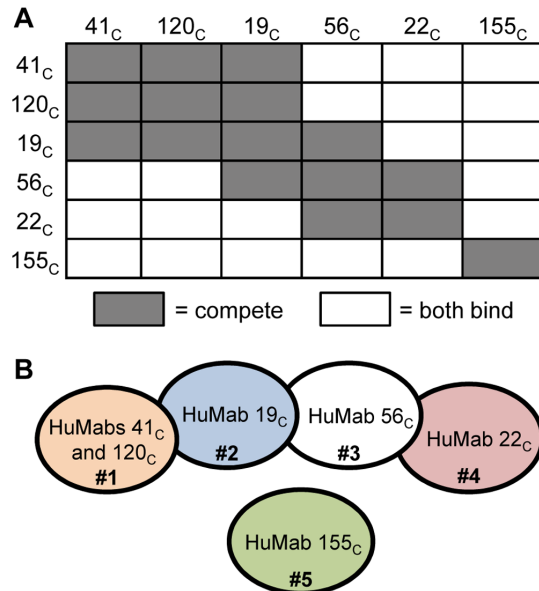 A
41C 120C 19C 56C 22C 155C
41C
120C
19C
56C
22C
155C
= compete = both bind
B
HuMabs 41C
and 120C
#1
HuMab 19C
#2
HuMab 56C
#3
HuMab 22C
#4
HuMab 155C
#5